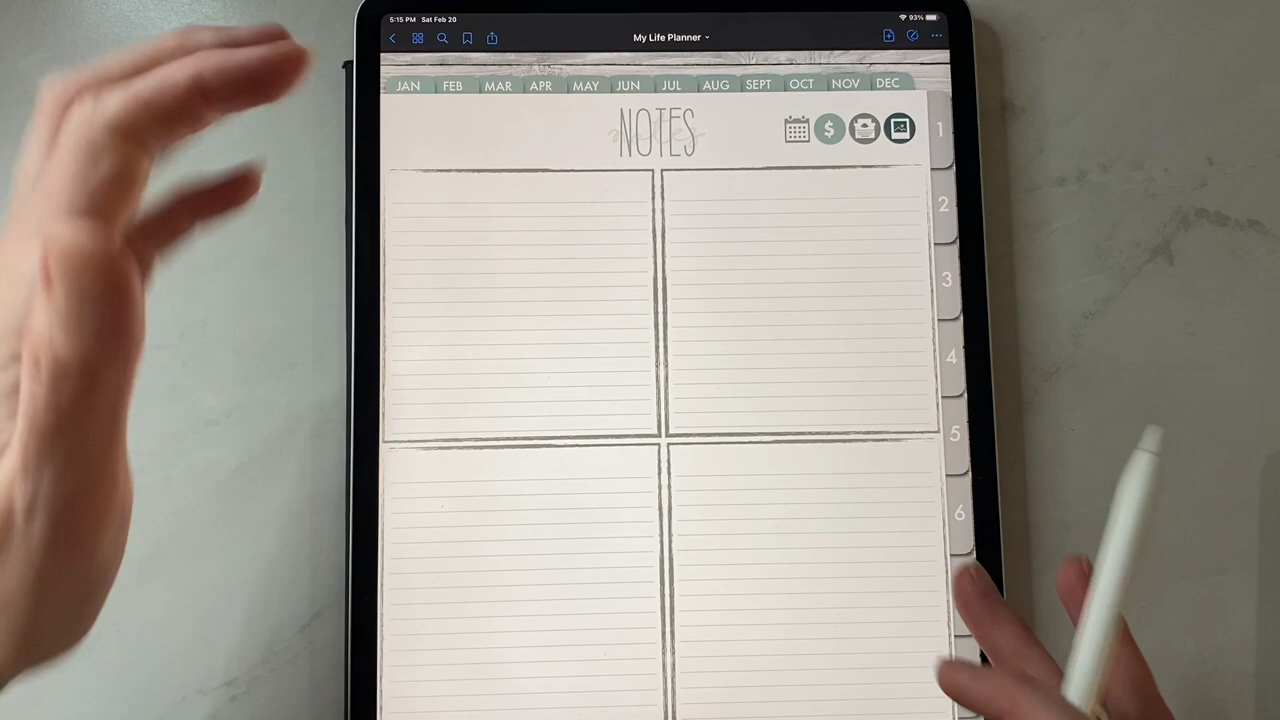 5:15 PM Sat Feb 20 93%
My Life Planner
JAN FEB MAR APR MAY JUN JUL AUG SEPT OCT NOV DEC
NOTES
notes
$
1
2
3
4
5
6